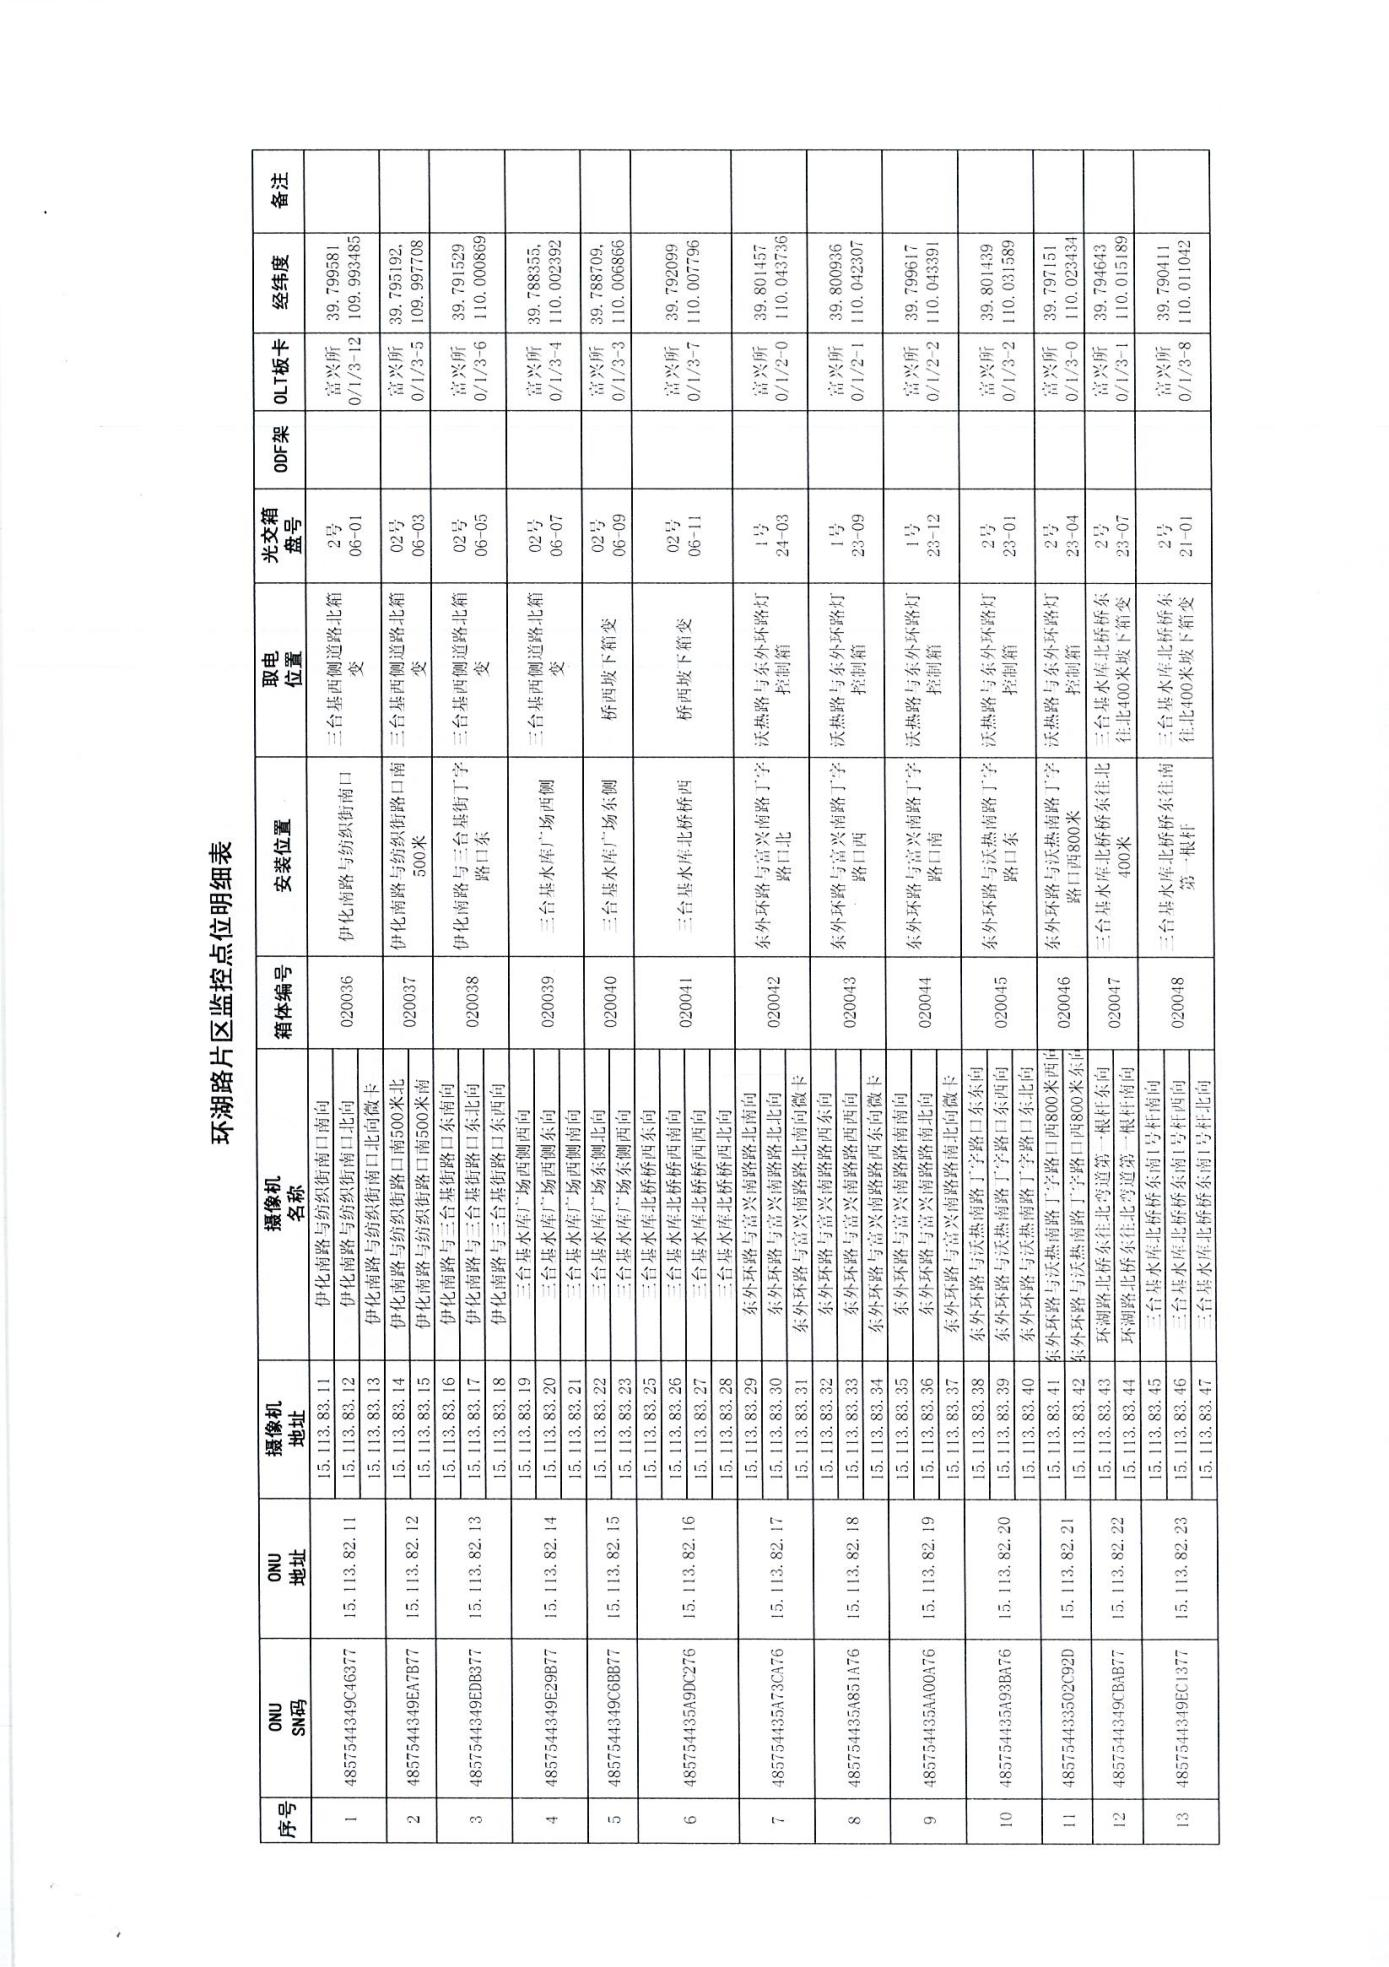 环湖路片区监控点位明细表
序号 ONU SN码 ONU 地址 摄像机 地址 摄像机 名称 箱体编号 安装位置 取电 位置 光交箱 盘号 ODF架 OLT板卡 经纬度 备注
1 4857544349C46377 15.113.82.11 15.113.83.11 伊化南路与纺织街南口南向 020036 伊化南路与纺织街南口 三台基西侧道路北箱变 2号 06-01 富兴所 0/1/3-12 39.799581 109.993485
15.113.83.12 伊化南路与纺织街南口北向
15.113.83.13 伊化南路与纺织街南口北向微卡
2 4857544349EA7B77 15.113.82.12 15.113.83.14 伊化南路与纺织街路口南500米北 020037 伊化南路与纺织街路口南500米 三台基西侧道路北箱变 02号 06-03 富兴所 0/1/3-5 39.795192, 109.997708
15.113.83.15 伊化南路与纺织街路口南500米南
3 4857544349EDB377 15.113.82.13 15.113.83.16 伊化南路与三台基街路口东南向 020038 伊化南路与三台基街丁字路口东 三台基西侧道路北箱变 02号 06-05 富兴所 0/1/3-6 39.791529 110.000869
15.113.83.17 伊化南路与三台基街路口东北向
15.113.83.18 伊化南路与三台基街路口东西向
4 4857544349E29B77 15.113.82.14 15.113.83.19 三台基水库广场西侧西向 020039 三台基水库广场西侧 三台基西侧道路北箱变 02号 06-07 富兴所 0/1/3-4 39.788355, 110.002392
15.113.83.20 三台基水库广场西侧东向
15.113.83.21 三台基水库广场西侧南向
5 4857544349C6BB77 15.113.82.15 15.113.83.22 三台基水库广场东侧北向 020040 三台基水库广场东侧 桥西坡下箱变 02号 06-09 富兴所 0/1/3-3 39.788709, 110.006866
15.113.83.23 三台基水库广场东侧西向
6 485754435A9DC276 15.113.82.16 15.113.83.25 三台基水库北桥桥西东向 020041 三台基水库北桥桥西 桥西坡下箱变 02号 06-11 富兴所 0/1/3-7 39.792099 110.007796
15.113.83.26 三台基水库北桥桥西南向
15.113.83.27 三台基水库北桥桥西西向
15.113.83.28 三台基水库北桥桥西北向
7 485754435A73CA76 15.113.82.17 15.113.83.29 东外环路与富兴南路路北南向 020042 东外环路与富兴南路丁字路口北 沃热路与东外环路灯控制箱 1号 24-03 富兴所 0/1/2-0 39.801457 110.043736
15.113.83.30 东外环路与富兴南路路北北向
15.113.83.31 东外环路与富兴南路路北南向微卡
8 485754435A851A76 15.113.82.18 15.113.83.32 东外环路与富兴南路路西东向 020043 东外环路与富兴南路丁字路口西 沃热路与东外环路灯控制箱 1号 23-09 富兴所 0/1/2-1 39.800936 110.042307
15.113.83.33 东外环路与富兴南路路西西向
15.113.83.34 东外环路与富兴南路路西东向微卡
9 485754435AA00A76 15.113.82.19 15.113.83.35 东外环路与富兴南路路南南向 020044 东外环路与富兴南路丁字路口南 沃热路与东外环路灯控制箱 1号 23-12 富兴所 0/1/2-2 39.799617 110.043391
15.113.83.36 东外环路与富兴南路路南北向
15.113.83.37 东外环路与富兴南路路南北向微卡
10 485754435A93BA76 15.113.82.20 15.113.83.38 东外环路与沃热南路丁字路口东东向 020045 东外环路与沃热南路丁字路口东 沃热路与东外环路灯控制箱 2号 23-01 富兴所 0/1/3-2 39.801439 110.031589
15.113.83.39 东外环路与沃热南路丁字路口东西向
15.113.83.40 东外环路与沃热南路丁字路口东北向
11 485754433502C92D 15.113.82.21 15.113.83.41 东外环路与沃热南路丁字路口西800米西向 020046 东外环路与沃热南路丁字路口西800米 沃热路与东外环路灯控制箱 2号 23-04 富兴所 0/1/3-0 39.797151 110.023434
15.113.83.42 东外环路与沃热南路丁字路口西800米东向
12 4857544349CBAB77 15.113.82.22 15.113.83.43 环湖路北桥东往北弯道第一根杆东向 020047 三台基水库北桥桥东往北400米 三台基水库北桥桥东往北400米坡下箱变 2号 23-07 富兴所 0/1/3-1 39.794643 110.015189
15.113.83.44 环湖路北桥东往北弯道第一根杆南向
13 4857544349EC1377 15.113.82.23 15.113.83.45 三台基水库北桥桥东南1号杆南向 020048 三台基水库北桥桥东往南第一根杆 三台基水库北桥桥东往北400米坡下箱变 2号 21-01 富兴所 0/1/3-8 39.790411 110.011042
15.113.83.46 三台基水库北桥桥东南1号杆西向
15.113.83.47 三台基水库北桥桥东南1号杆北向